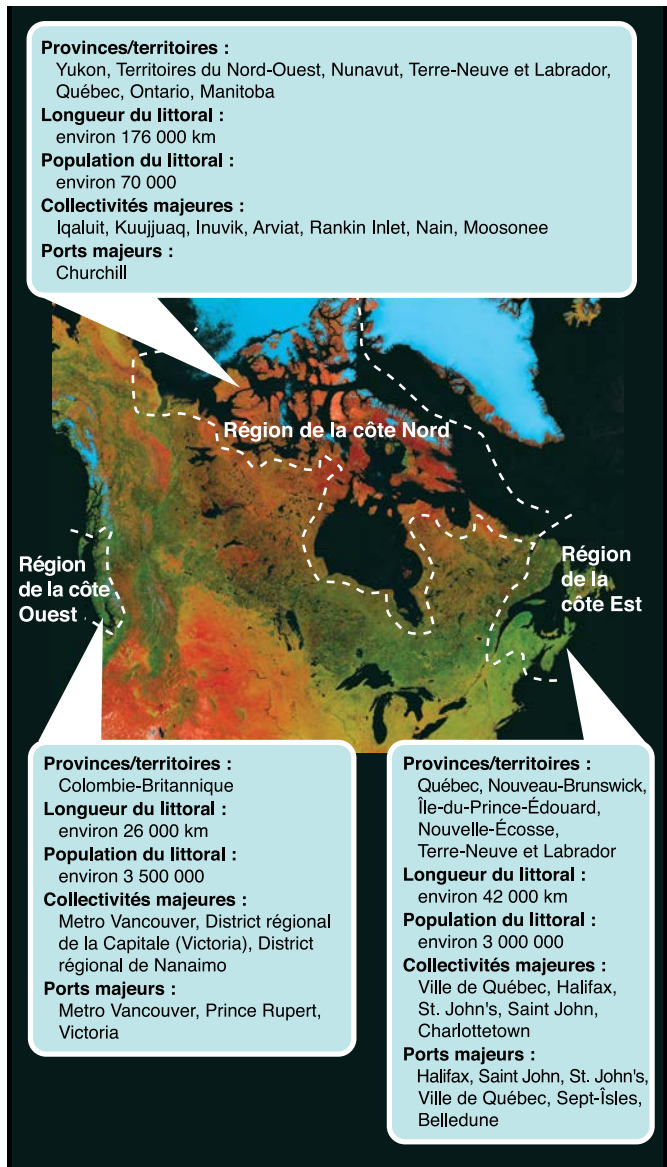 Provinces/territoires :
Yukon, Territoires du Nord-Ouest, Nunavut, Terre-Neuve et Labrador,
Québec, Ontario, Manitoba
Longueur du littoral :
environ 176 000 km
Population du littoral :
environ 70 000
Collectivités majeures :
Iqaluit, Kuujjuaq, Inuvik, Arviat, Rankin Inlet, Nain, Moosonee
Ports majeurs :
Churchill
Région de la côte Nord
Région
de la côte
Ouest
Région
de la
côte Est
Provinces/territoires :
Colombie-Britannique
Longueur du littoral :
environ 26 000 km
Population du littoral :
environ 3 500 000
Collectivités majeures :
Metro Vancouver, District régional
de la Capitale (Victoria), District
régional de Nanaimo
Ports majeurs :
Metro Vancouver, Prince Rupert,
Victoria
Provinces/territoires :
Québec, Nouveau-Brunswick,
Île-du-Prince-Édouard,
Nouvelle-Écosse,
Terre-Neuve et Labrador
Longueur du littoral :
environ 42 000 km
Population du littoral :
environ 3 000 000
Collectivités majeures :
Ville de Québec, Halifax,
St. John's, Saint John,
Charlottetown
Ports majeurs :
Halifax, Saint John, St. John's,
Ville de Québec, Sept-Îsles,
Belledune